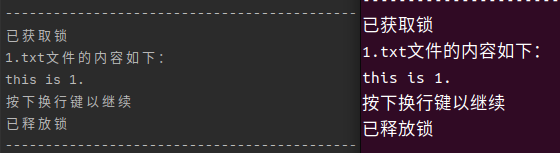 已获取锁
1.txt文件的内容如下：
this is 1.
按下换行键以继续
已释放锁
已获取锁
1.txt文件的内容如下：
this is 1.
按下换行键以继续
已释放锁